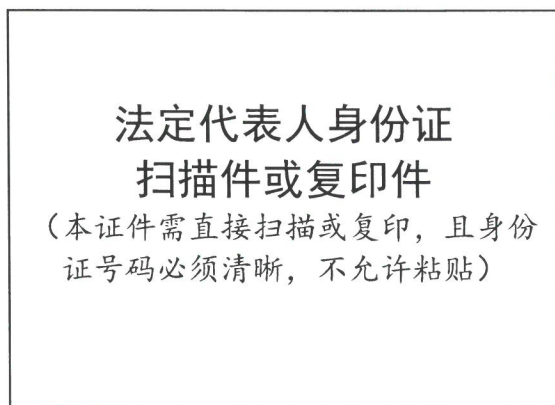 法定代表人身份证
扫描件或复印件
（本证件需直接扫描或复印，且身份
证号码必须清晰，不允许粘贴）